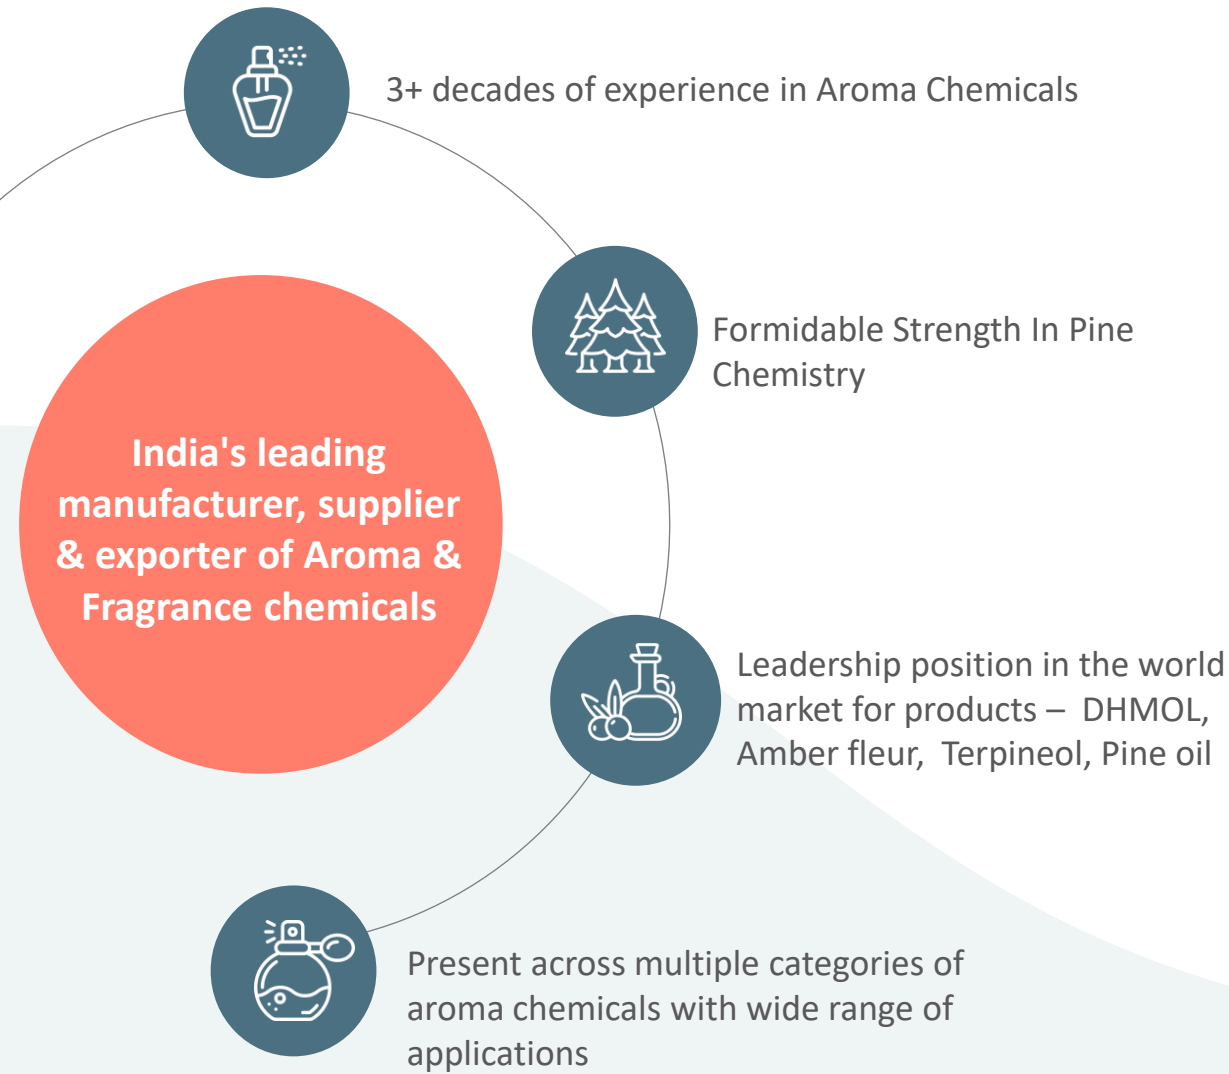 3+ decades of experience in Aroma Chemicals
Formidable Strength In Pine
Chemistry
India's leading
manufacturer, supplier
& exporter of Aroma &
Fragrance chemicals
Leadership position in the world
market for products – DHMOL,
Amber fleur, Terpineol, Pine oil
Present across multiple categories of
aroma chemicals with wide range of
applications